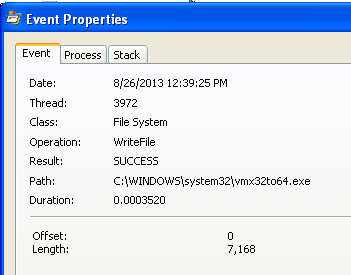 Event Properties
Event Process Stack
Date: 8/26/2013 12:39:25 PM
Thread: 3972
Class: File System
Operation: WriteFile
Result: SUCCESS
Path: C:\WINDOWS\system32\vmx32to64.exe
Duration: 0.0003520
Offset: 0
Length: 7,168